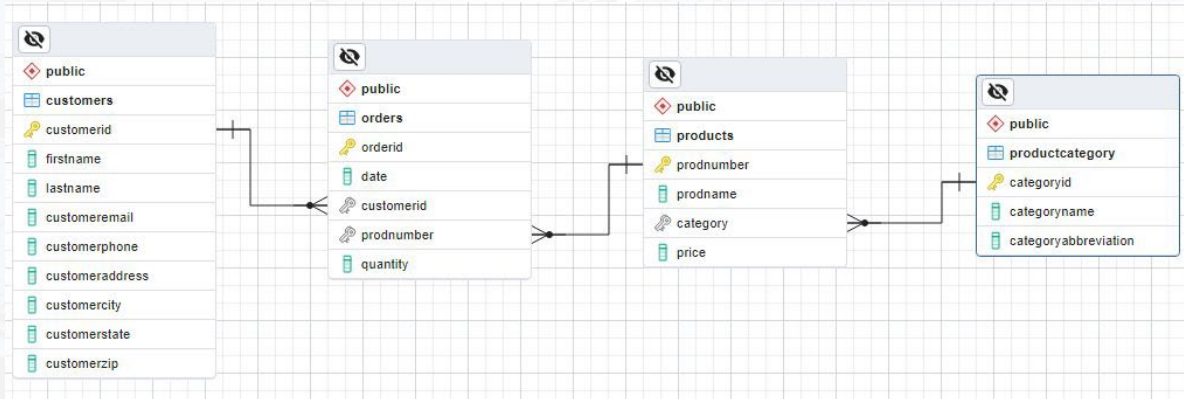 public
customers
customerid
firstname
lastname
customeremail
customerphone
customeraddress
customercity
customerstate
customerzip
public
orders
orderid
date
customerid
prodnumber
quantity
public
products
prodnumber
prodname
category
price
public
productcategory
categoryid
categoryname
categoryabbreviation